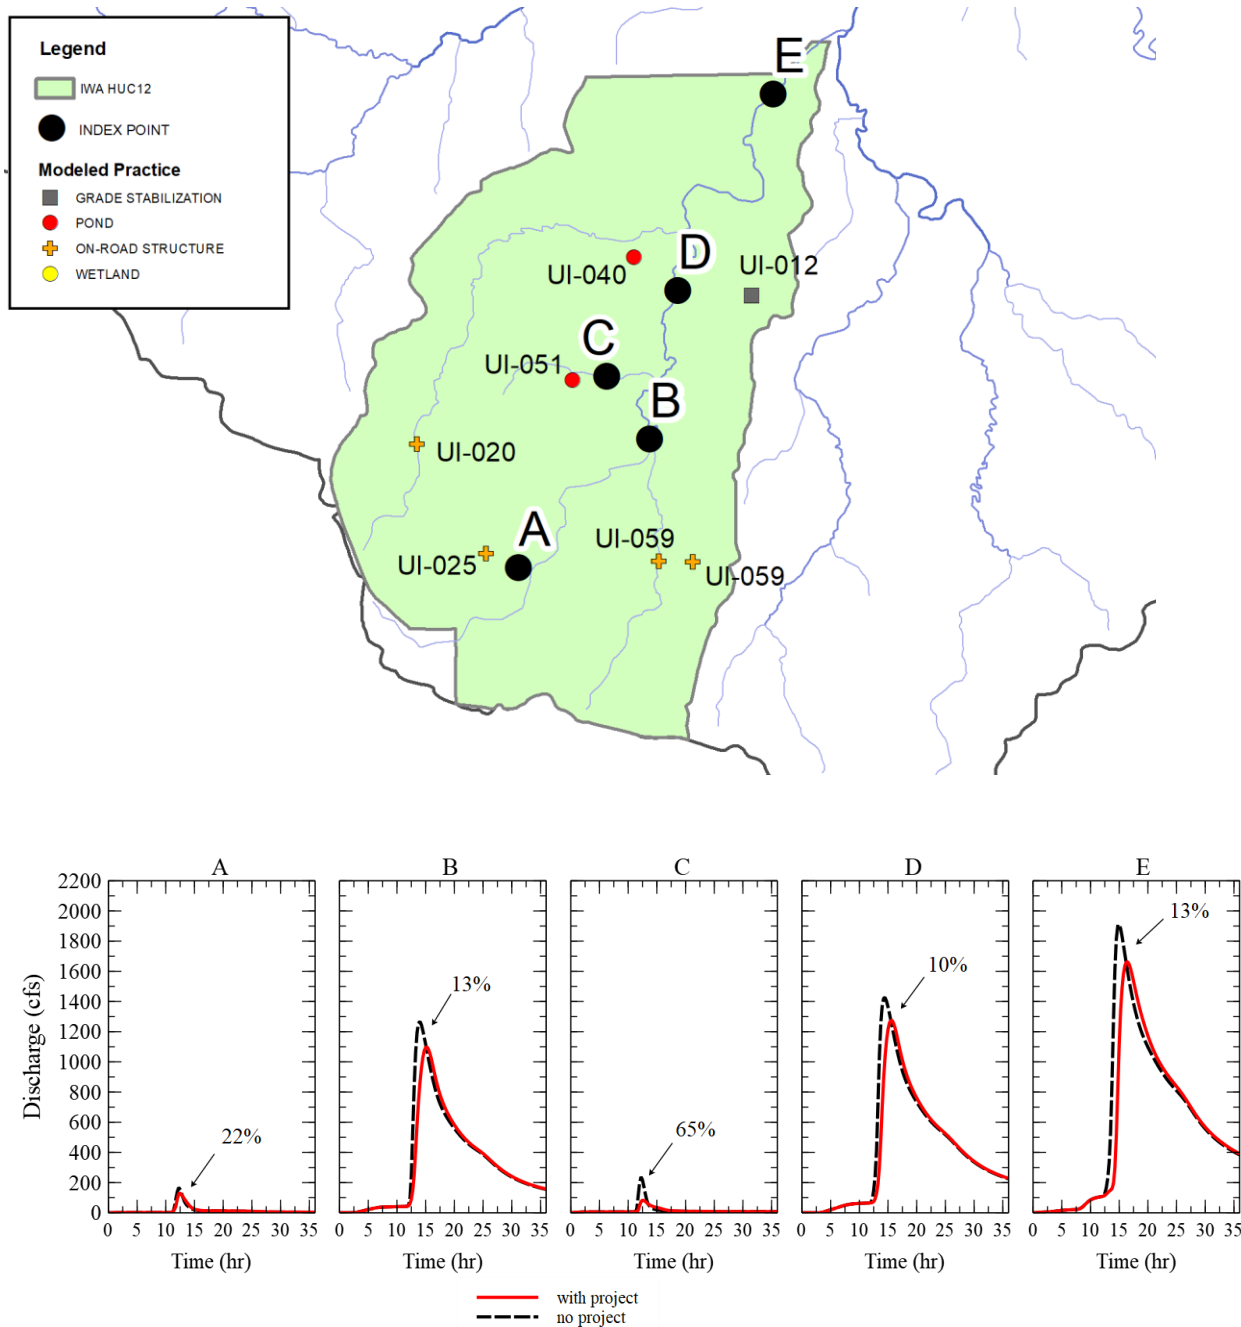 Legend
IWA HUC12
INDEX POINT
Modeled Practice
GRADE STABILIZATION
POND
ON-ROAD STRUCTURE
WETLAND
E
D
UI-040
UI-012
C
UI-051
B
UI-020
A
UI-059
UI-025
UI-059
A B C D E
2200
2000
1800
1600
1400
1200
1000
800
600
400
200
0
Discharge (cfs)
22%
13%
65%
10%
13%
0 5 10 15 20 25 30 35
0 5 10 15 20 25 30 35
0 5 10 15 20 25 30 35
0 5 10 15 20 25 30 35
0 5 10 15 20 25 30 35
Time (hr) Time (hr) Time (hr) Time (hr) Time (hr)
with project
no project